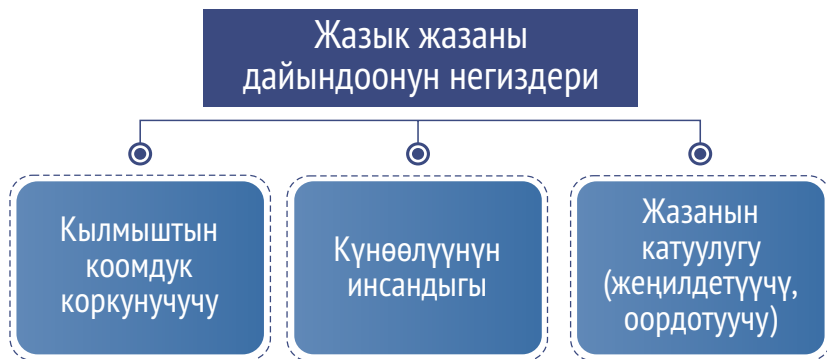 Жазык жазаны
дайындоонун негиздери
Кылмыштын
коомдук
коркунучучу
Күнөөлүүнүн
инсандыгы
Жазанын
катуулугу
(жеңилдетүүчү,
оордотуучу)